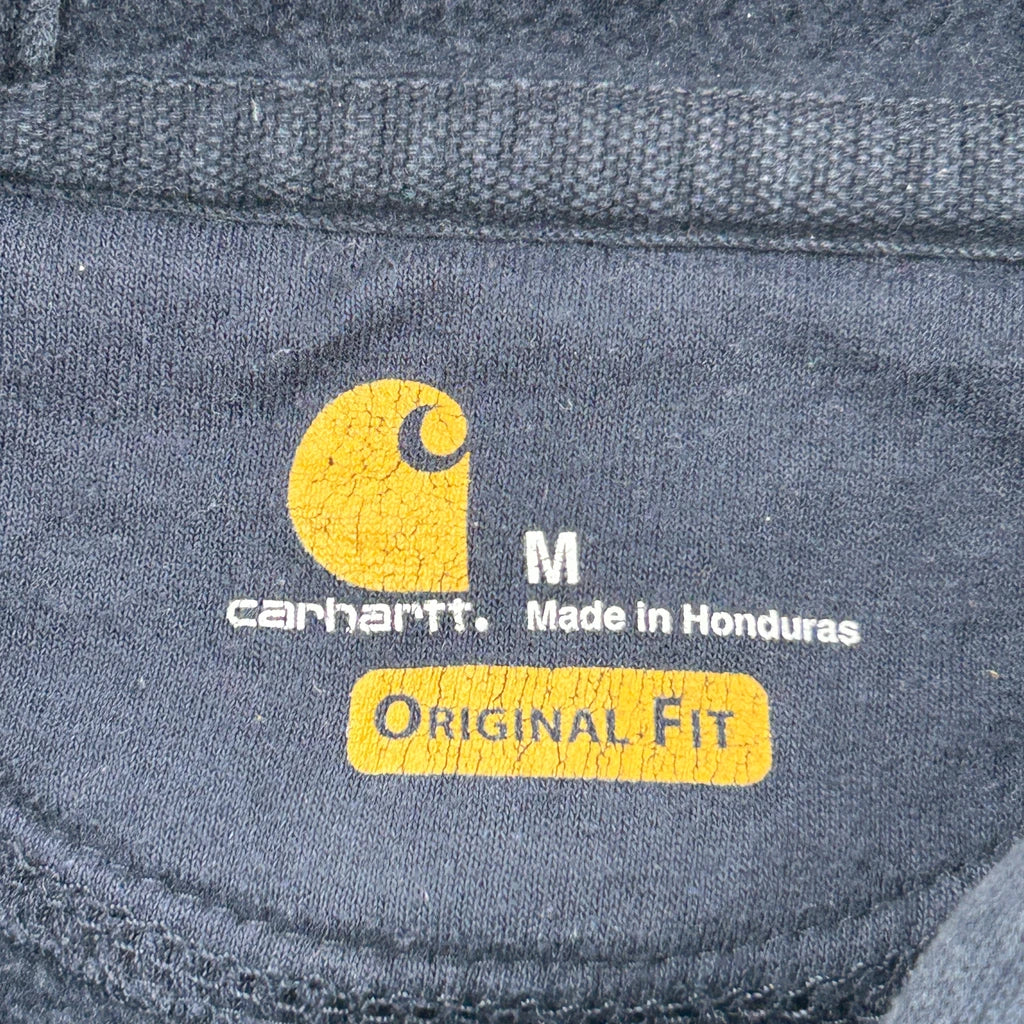 M
carhartt.
Made in Honduras
ORIGINAL FIT